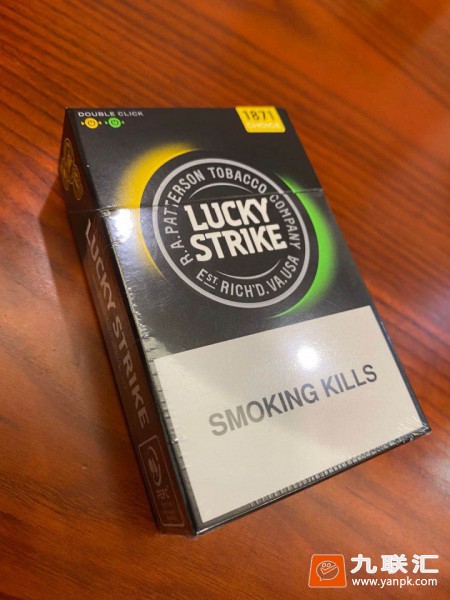 DOUBLE CLICK
1871
R.A. PATTERSON TOBACCO COMPANY
LUCKY
STRIKE
EST. RICH'D. VA. USA
LUCKY STRIKE
SMOKING KILLS
九联汇
www.yanpk.com